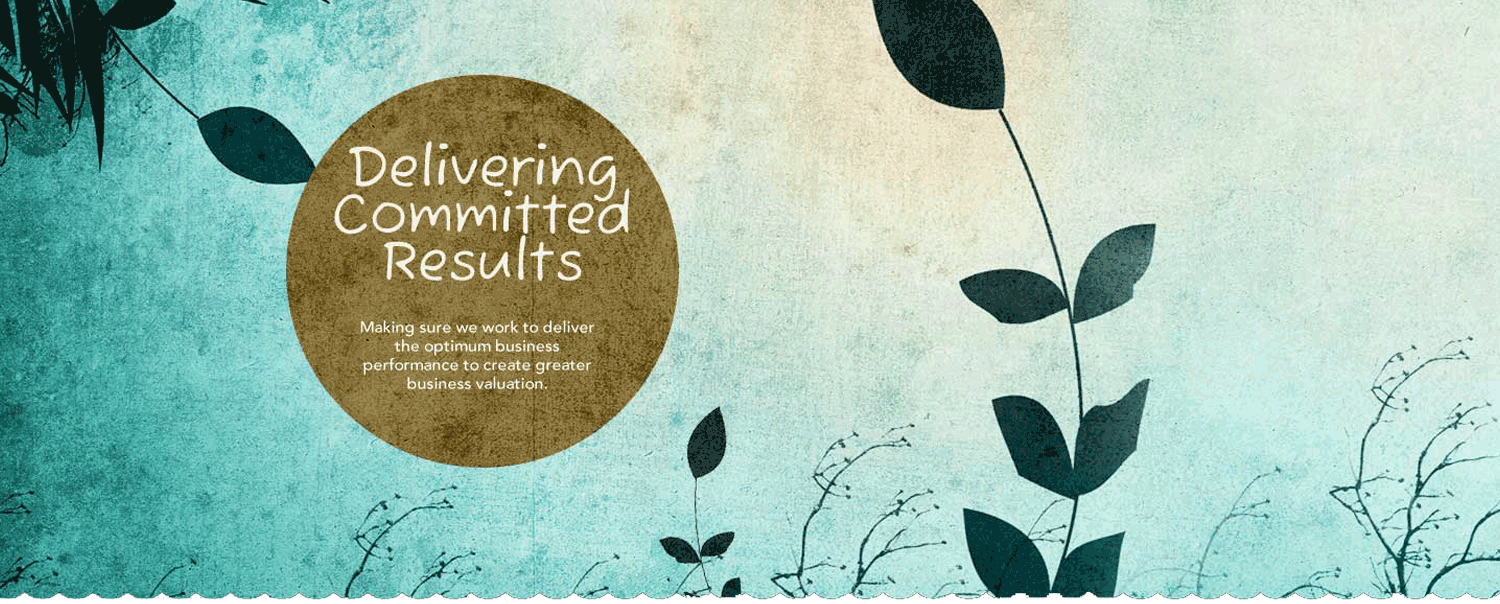 Delivering
Committed
Results
Making sure we work to deliver
the optimum business
performance to create greater
business valuation.